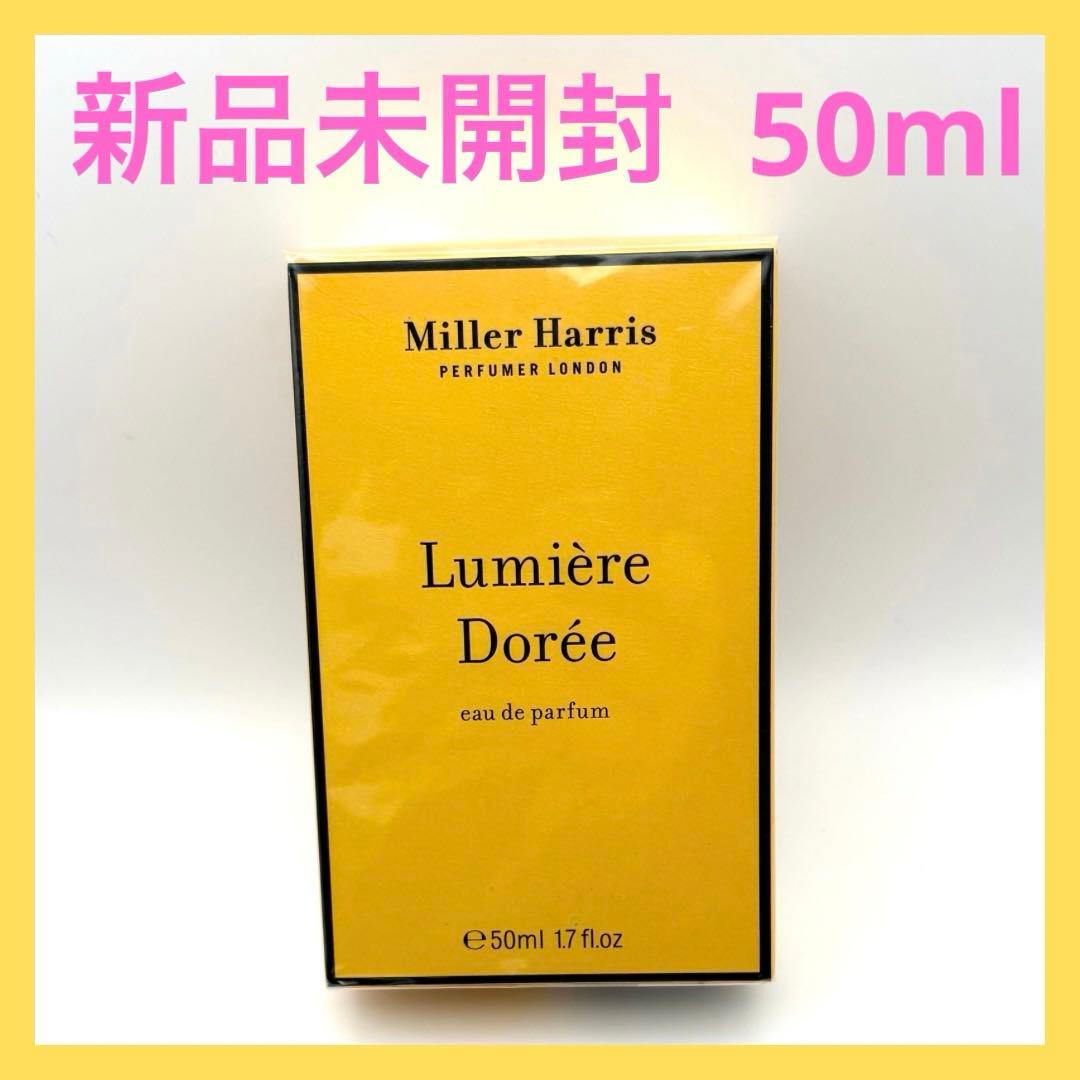 新品未開封 50ml
Miller Harris
PERFUMER LONDON
Lumière
Dorée
eau de parfum
℮50ml 1.7 fl.oz